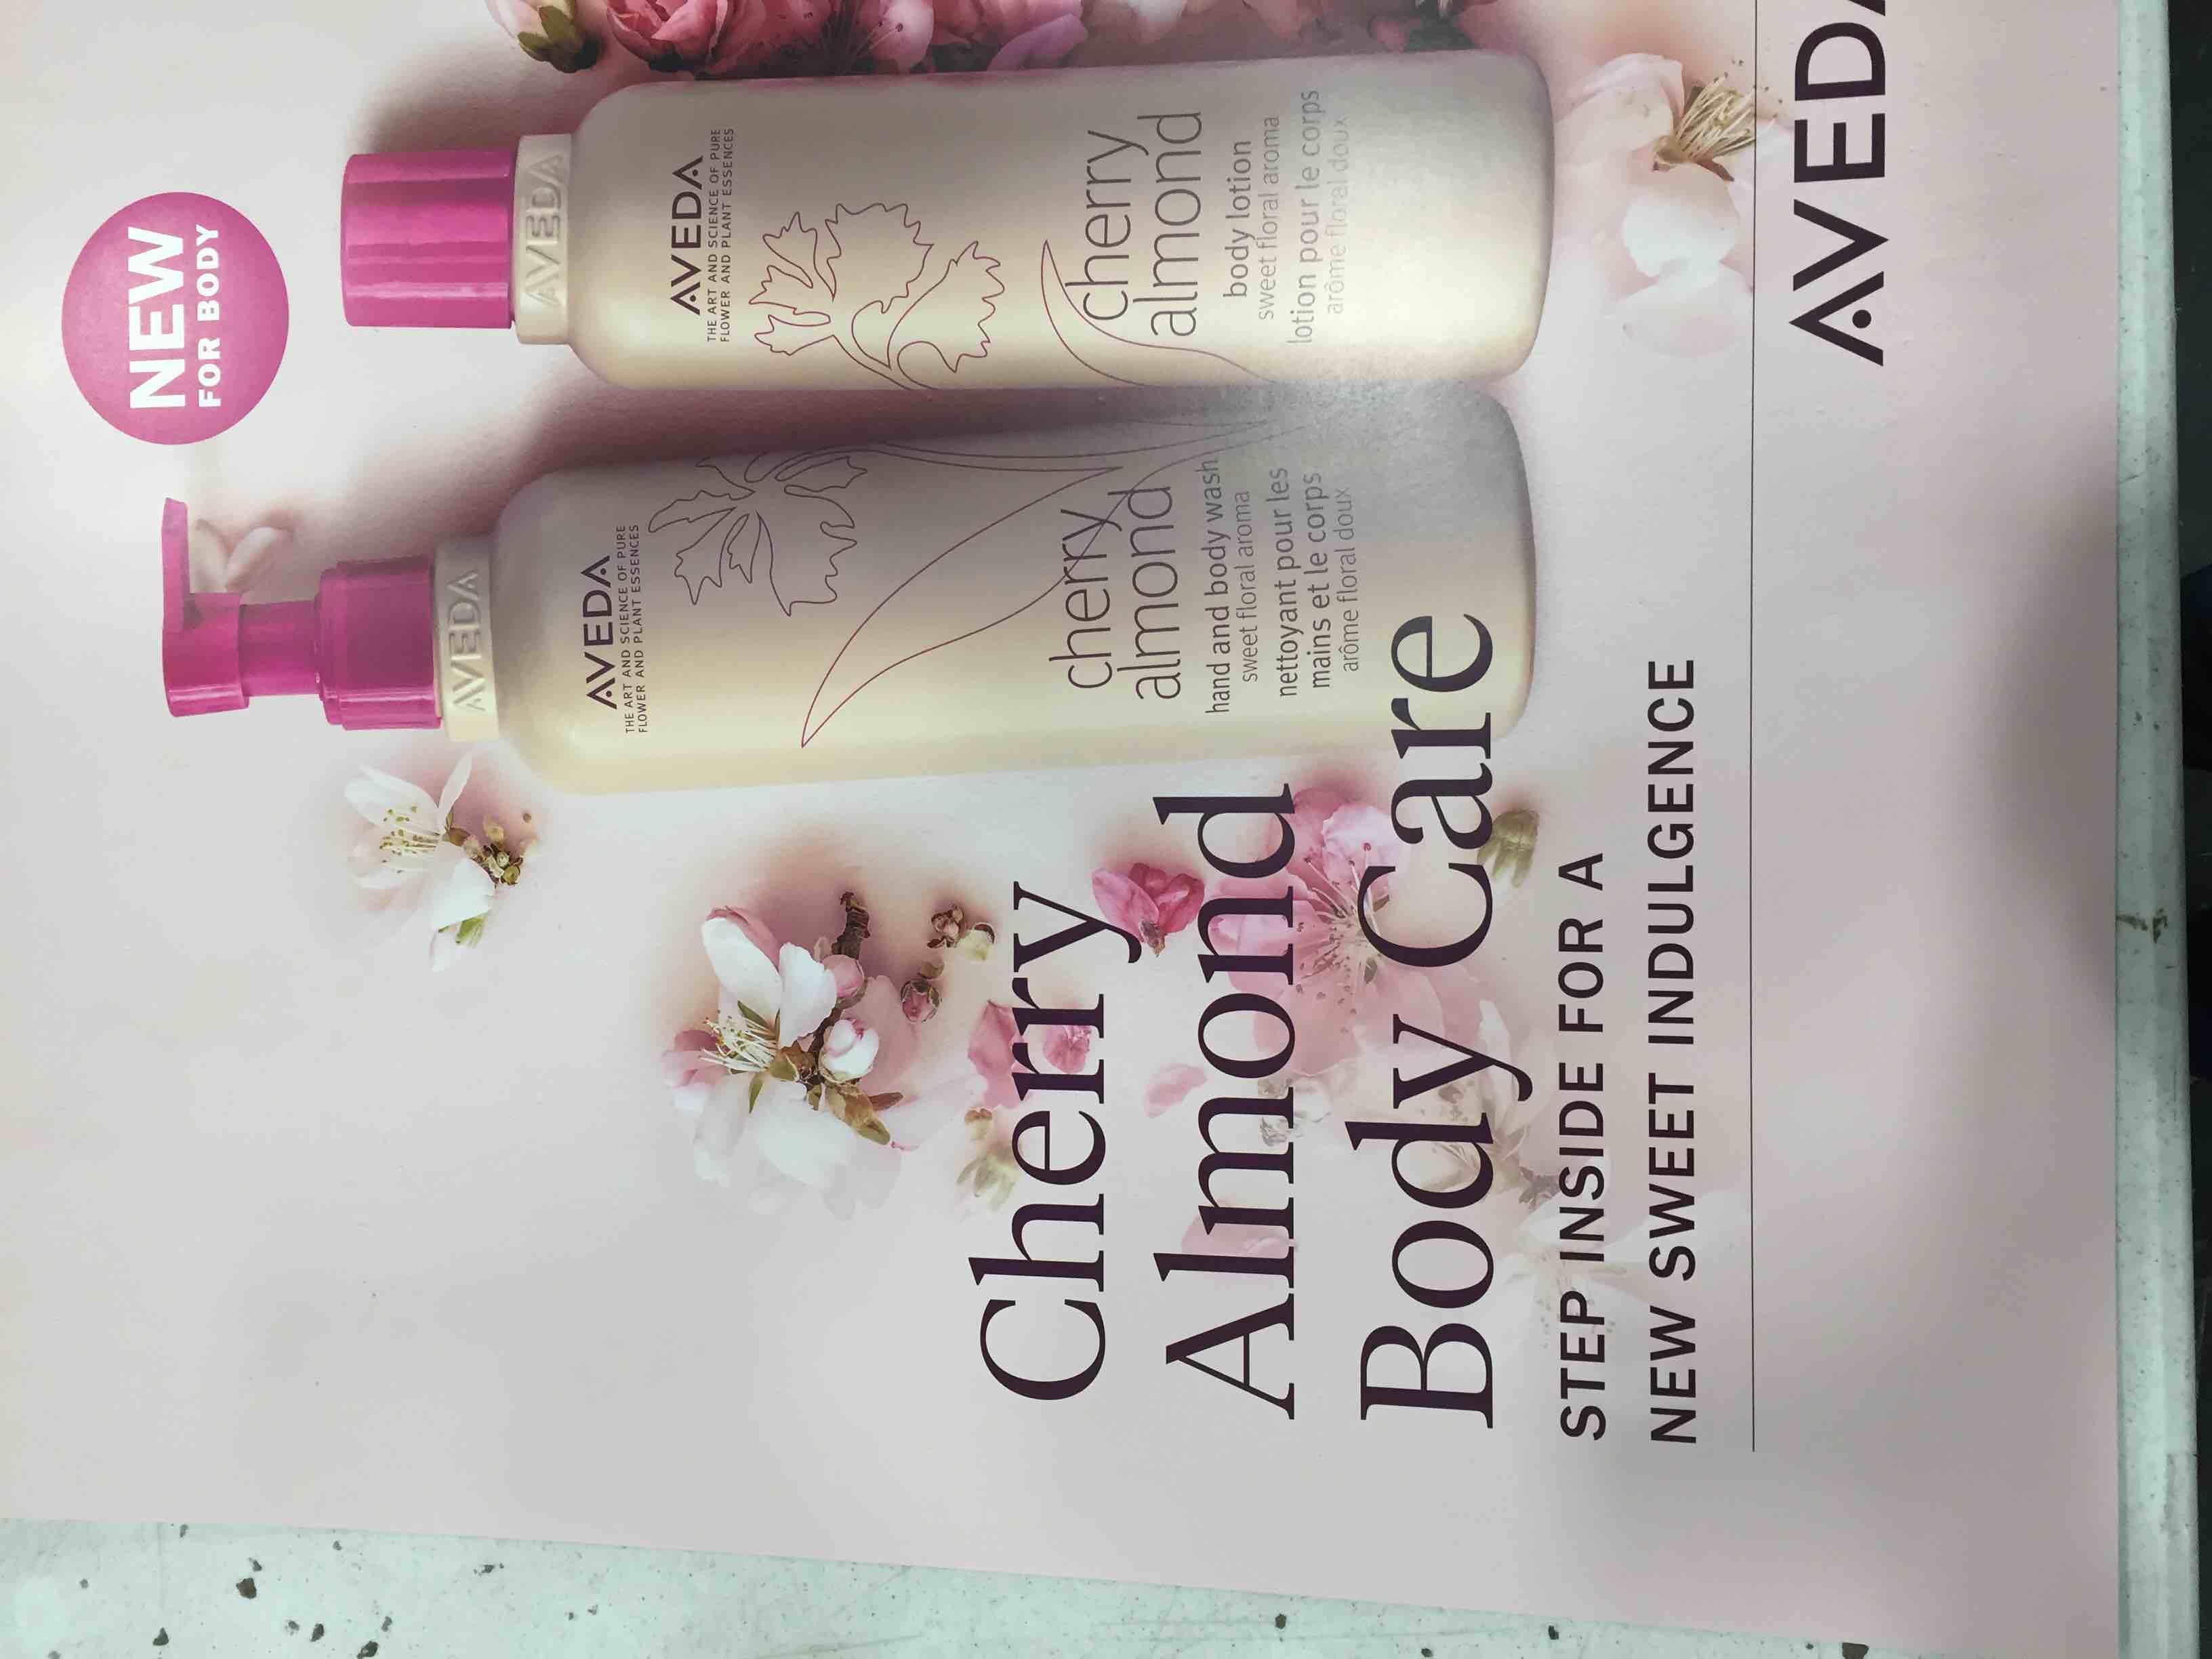 NEW
FOR BODY
AVEDA
AVEDA
THE ART AND SCIENCE OF PURE
FLOWER AND PLANT ESSENCES
cherry
almond
hand and body wash
sweet floral aroma
nettoyant pour les
mains et le corps
arôme floral doux
AVEDA
AVEDA
THE ART AND SCIENCE OF PURE
FLOWER AND PLANT ESSENCES
cherry
almond
body lotion
sweet floral aroma
lotion pour le corps
arôme floral doux
Cherry
Almond
Body Care
STEP INSIDE FOR A
NEW SWEET INDULGENCE
AVEDA